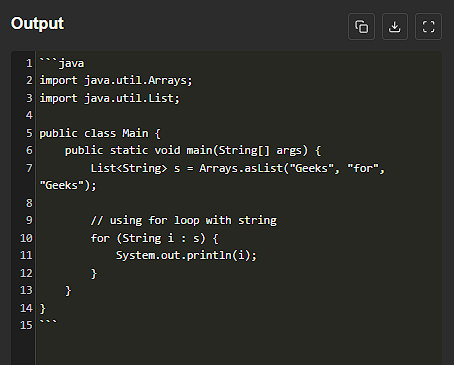 Output
1 ```java
2 import java.util.Arrays;
3 import java.util.List;
4
5 public class Main {
6     public static void main(String[] args) {
7         List<String> s = Arrays.asList("Geeks", "for",
"Geeks");
8
9         // using for loop with string
10         for (String i : s) {
11             System.out.println(i);
12         }
13     }
14 }
15 ```